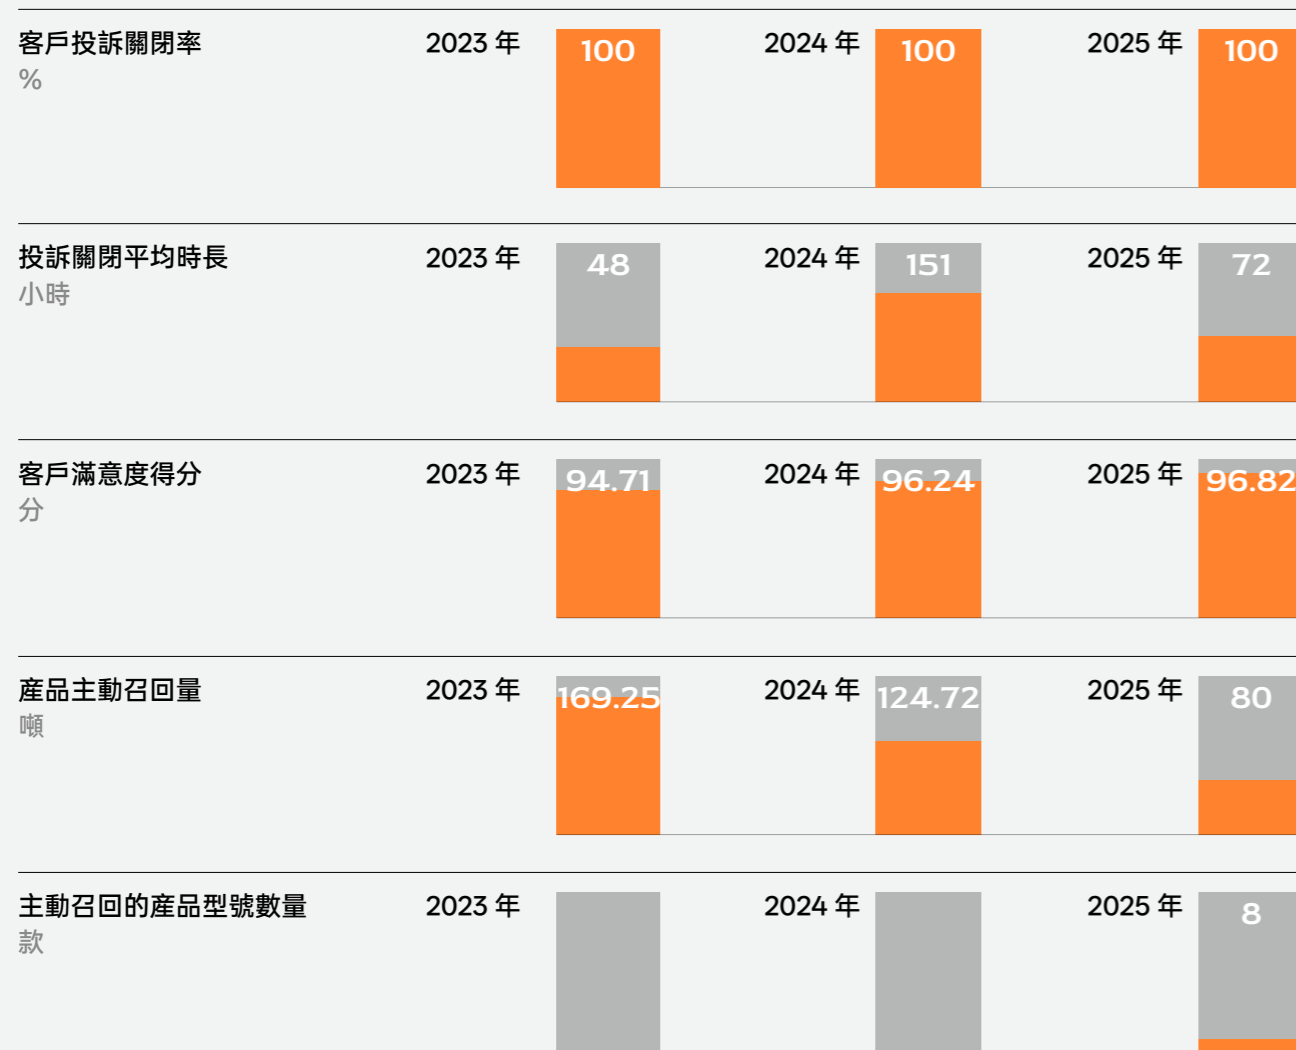 客戶投訴關閉率 2023 年 100 2024 年 100 2025 年 100
%
投訴關閉平均時長 2023 年 48 2024 年 151 2025 年 72
小時
客戶滿意度得分 2023 年 94.71 2024 年 96.24 2025 年 96.82
分
産品主動召回量 2023 年 169.25 2024 年 124.72 2025 年 80
噸
主動召回的産品型號數量 2023 年 2024 年 2025 年 8
款